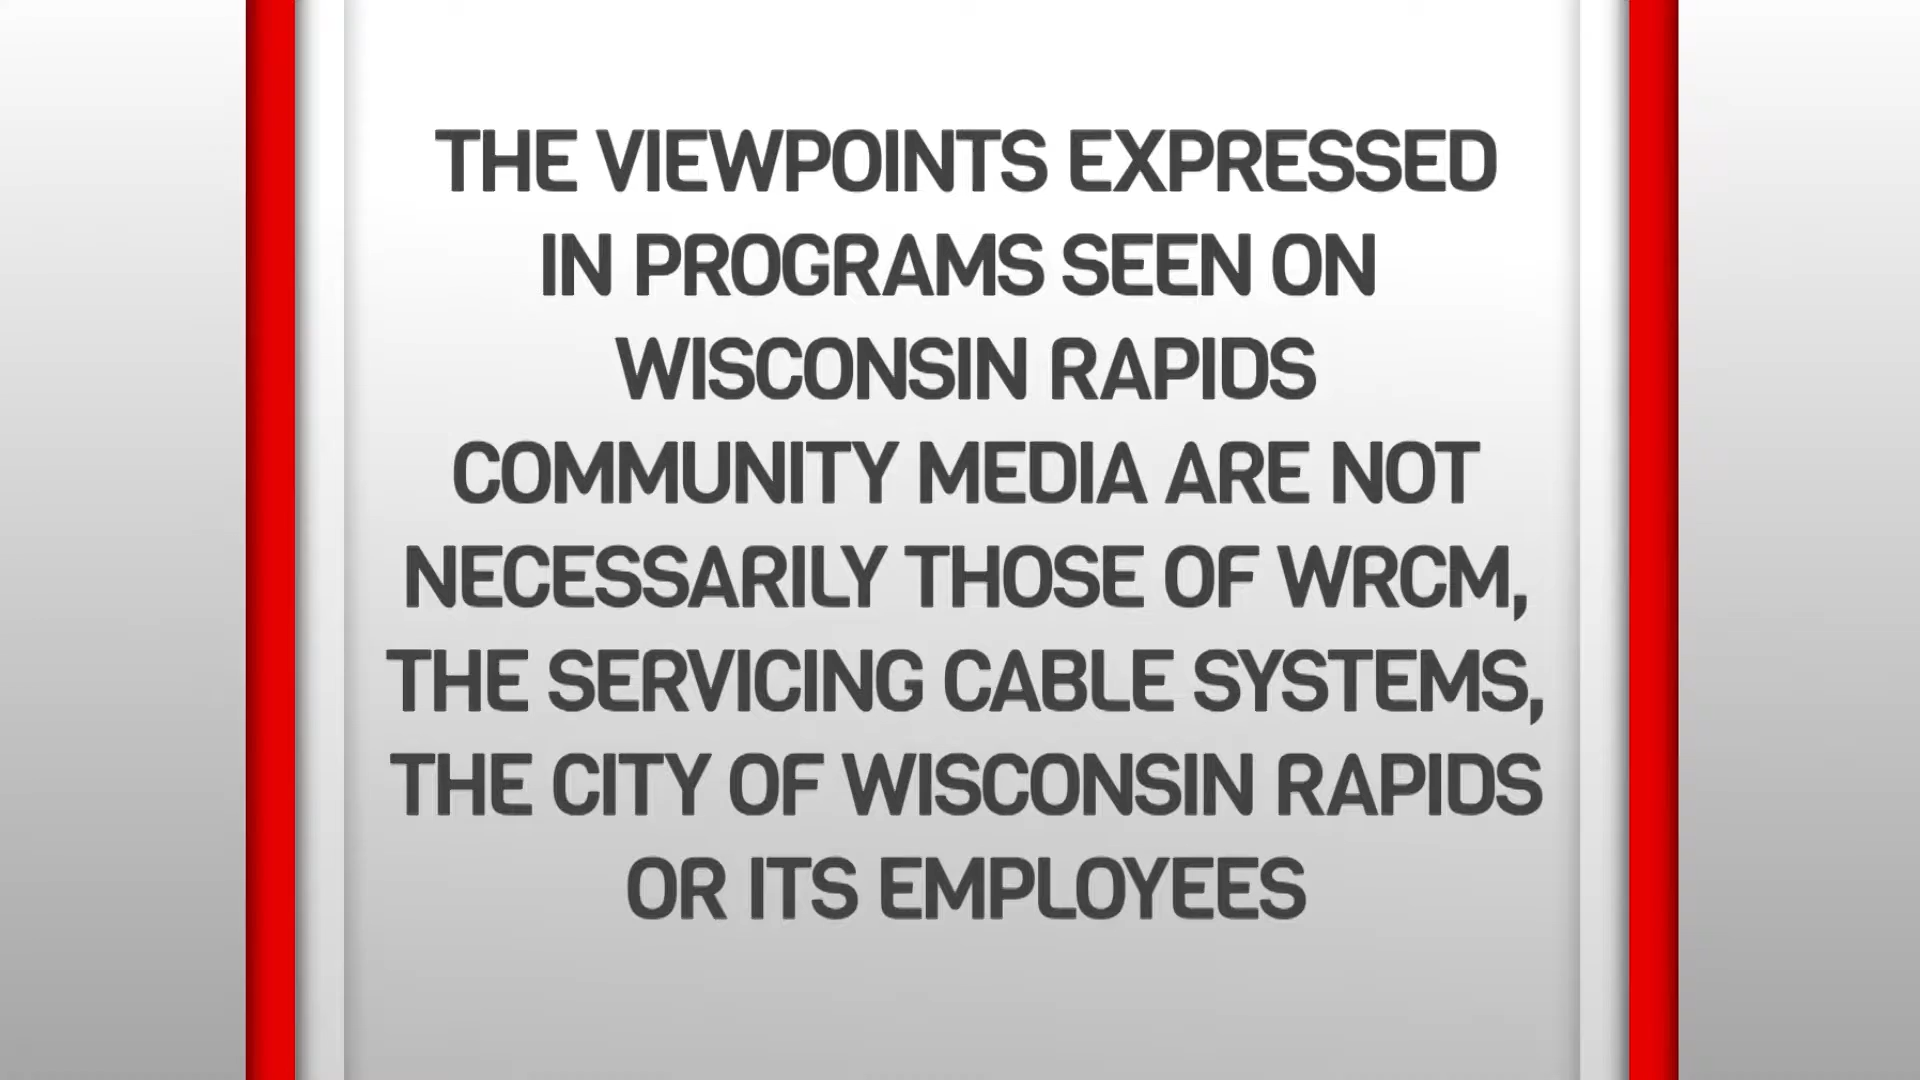 THE VIEWPOINTS EXPRESSED
IN PROGRAMS SEEN ON
WISCONSIN RAPIDS
COMMUNITY MEDIA ARE NOT
NECESSARILY THOSE OF WRCM,
THE SERVICING CABLE SYSTEMS,
THE CITY OF WISCONSIN RAPIDS
OR ITS EMPLOYEES